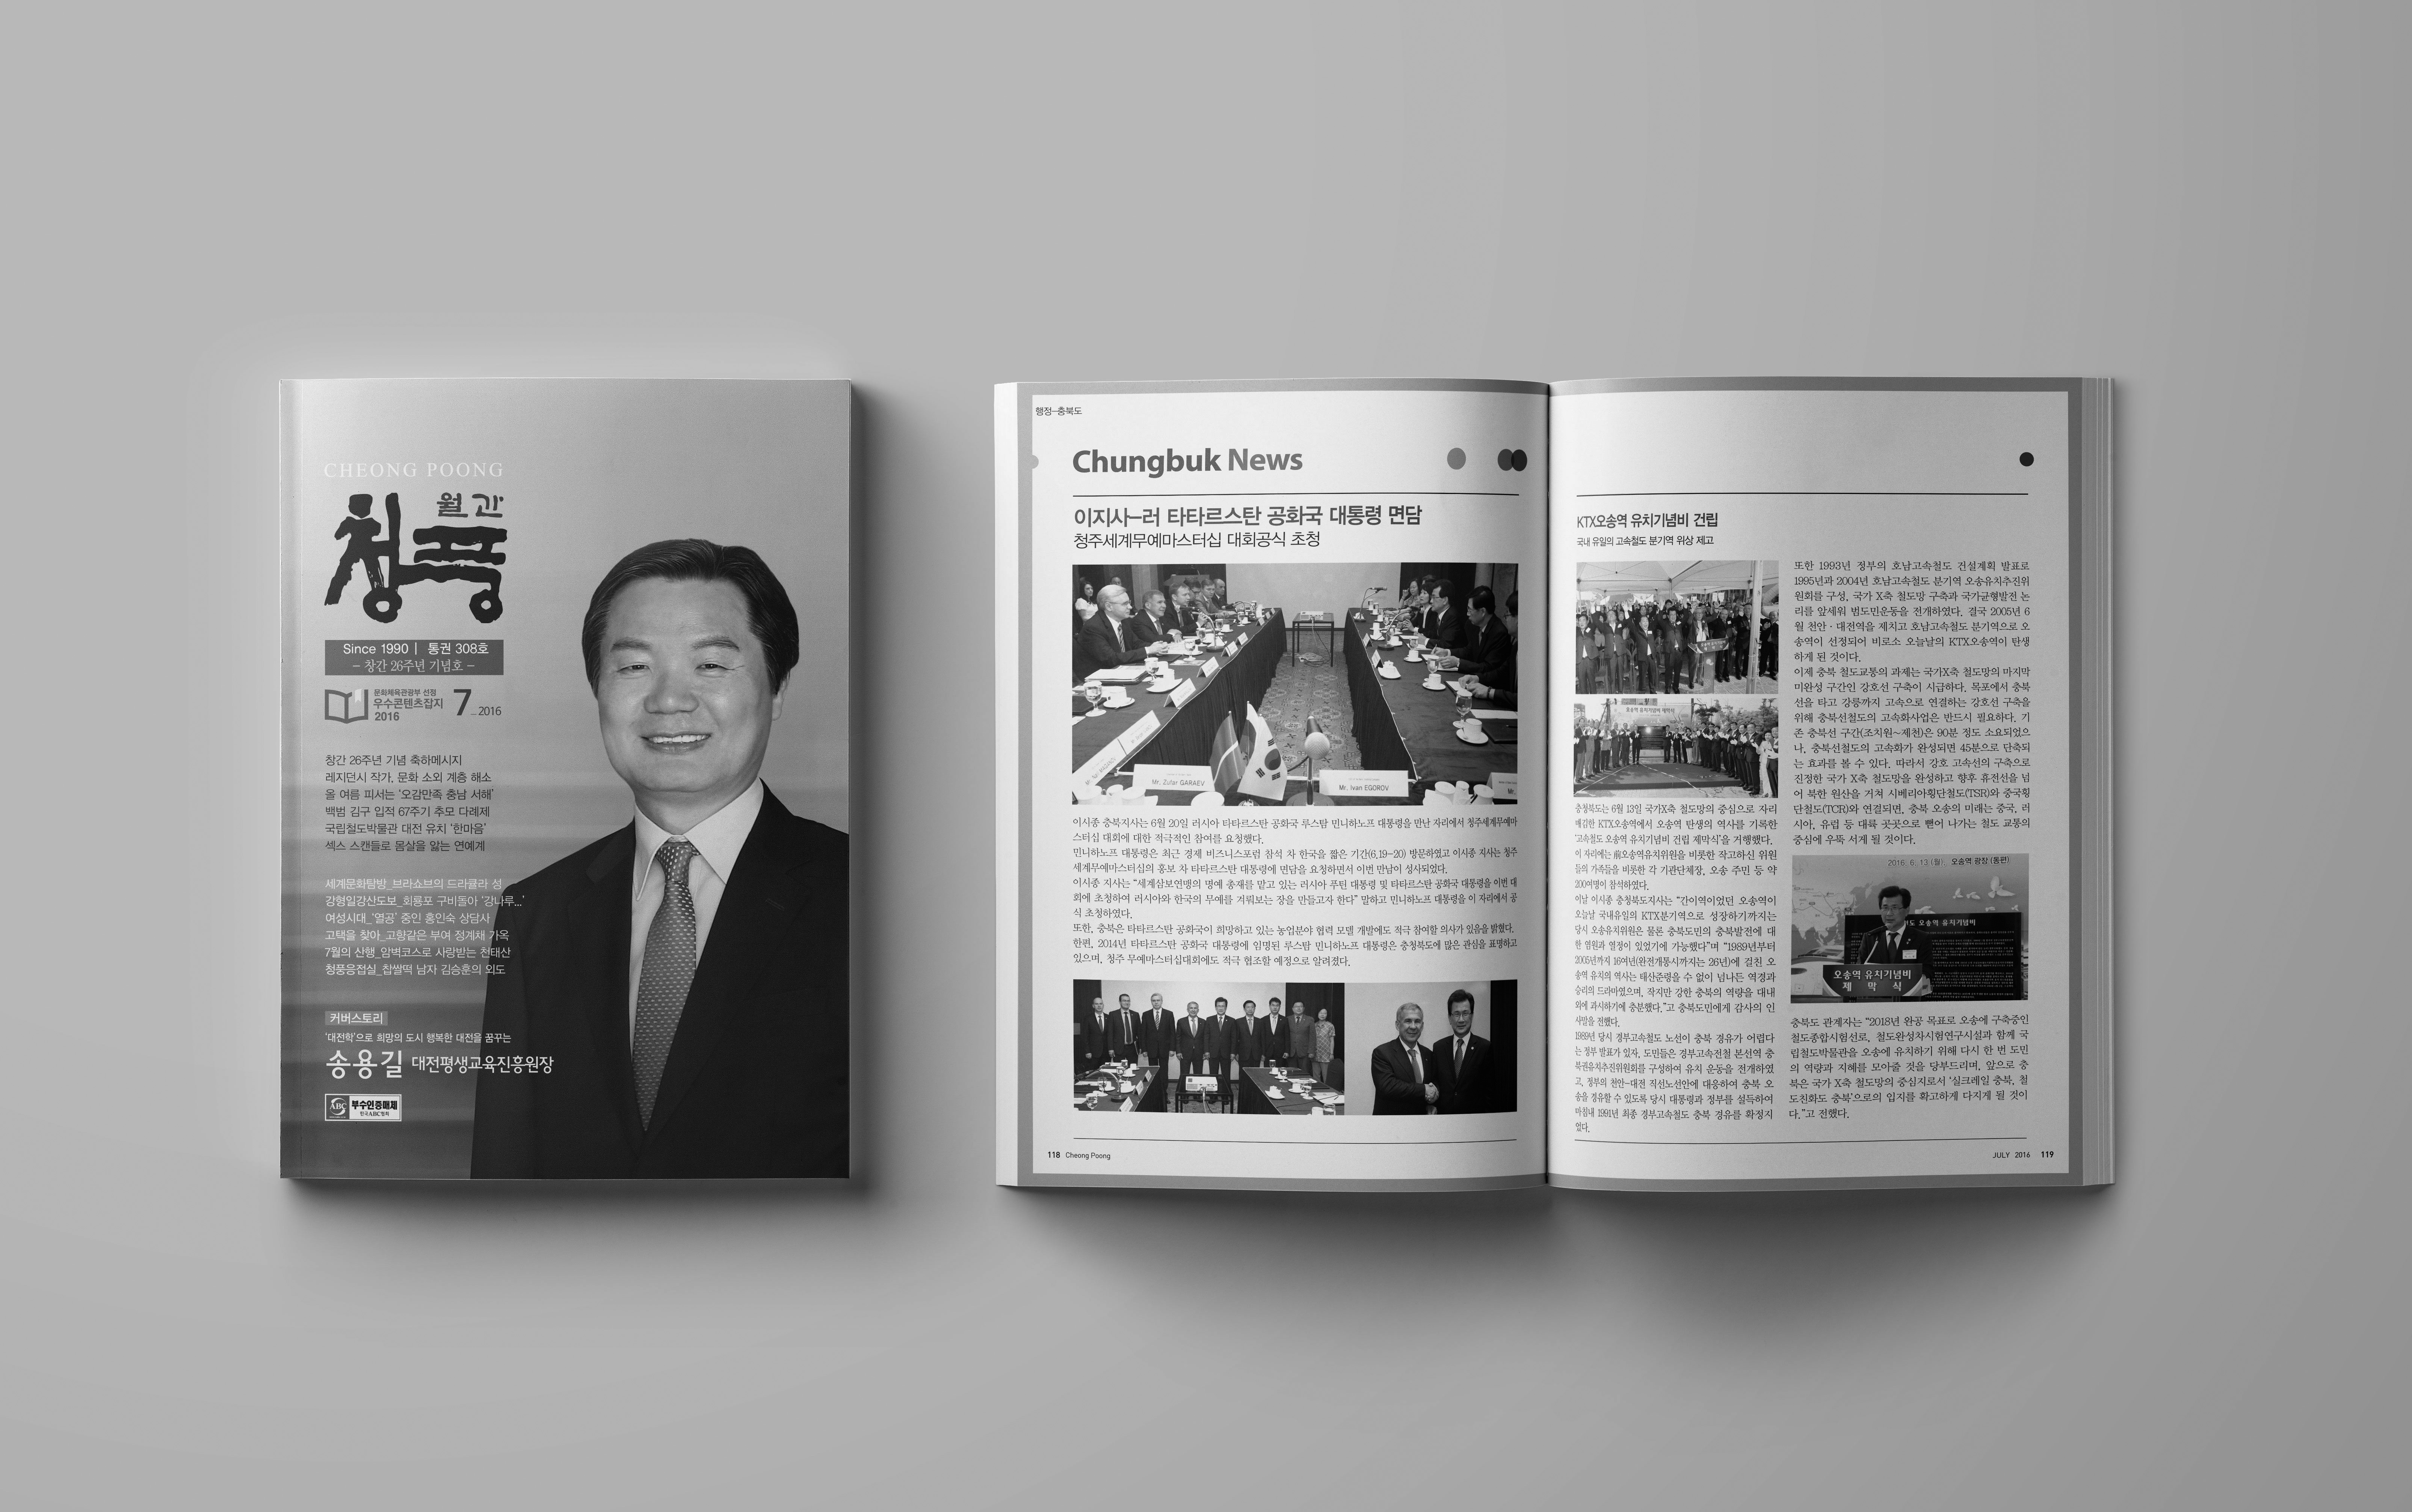 CHEONG POONG
월간
청풍
Since 1990 | 통권 308호
- 창간 26주년 기념호 -
문화체육관광부 선정
우수콘텐츠잡지
2016
7 ... 2016
창간 26주년 기념 축하메시지
레지던시 작가, 문화 소외 계층 해소
올 여름 피서는 '오감만족 충남 서해'
백범 김구 입적 67주기 추모 다례제
국립철도박물관 대전 유치 '한마음'
섹스 스캔들로 몸살을 앓는 연예계
세계문화탐방_브라쇼브의 드라큘라 성
강형일강산도보_회룡포 구비돌아 '강나루...'
여성시대_'열공' 중인 홍인숙 상담사
고택을 찾아_고향같은 부여 정계채 가옥
7월의 산행_암벽코스로 사랑받는 천태산
청풍응접실_찹쌀떡 남자 김승훈의 외도
커버스토리
'대전학'으로 희망의 도시 행복한 대전을 꿈꾸는
송용길 대전평생교육진흥원장
ABC 부수인증매체
한국ABC협회
행정-충북도
Chungbuk News
이지사-러 타타르스탄 공화국 대통령 면담
청주세계무예마스터십 대회공식 초청
Mr. Zufar GARAEV
Mr. Ivan EGOROV
이시종 충북지사는 6월 20일 러시아 타타르스탄 공화국 루스탐 민니하노프 대통령을 만난 자리에서 청주세계무예마
스터십 대회에 대한 적극적인 참여를 요청했다.
민니하노프 대통령은 최근 경제 비즈니스포럼 참석 차 한국을 짧은 기간(6.19-20) 방문하였고 이시종 지사는 청주
세계무예마스터십의 홍보 차 타타르스탄 대통령에 면담을 요청하면서 이번 만남이 성사되었다.
이시종 지사는 "세계삼보연맹의 명예 총재를 맡고 있는 러시아 푸틴 대통령 및 타타르스탄 공화국 대통령을 이번 대
회에 초청하여 러시아와 한국의 무예를 겨뤄보는 장을 만들고자 한다" 말하고 민니하노프 대통령을 이 자리에서 공
식 초청하였다.
또한, 충북은 타타르스탄 공화국이 희망하고 있는 농업분야 협력 모델 개발에도 적극 참여할 의사가 있음을 밝혔다.
한편, 2014년 타타르스탄 공화국 대통령에 임명된 루스탐 민니하노프 대통령은 충청북도에 많은 관심을 표명하고
있으며, 청주 무예마스터십대회에도 적극 협조할 예정으로 알려졌다.
118 Cheong Poong
KTX오송역 유치기념비 건립
국내 유일의 고속철도 분기역 위상 제고
충청북도는 6월 13일 국가X축 철도망의 중심으로 자리
매김한 KTX오송역에서 오송역 탄생의 역사를 기록한
'고속철도 오송역 유치기념비 건립 제막식'을 거행했다.
이 자리에는 前오송역유치위원을 비롯한 작고하신 위원
들의 가족들을 비롯한 각 기관단체장, 오송 주민 등 약
200여명이 참석하였다.
이날 이시종 충청북도지사는 "간이역이었던 오송역이
오늘날 국내유일의 KTX분기역으로 성장하기까지는
당시 오송유치위원은 물론 충북도민의 충북발전에 대
한 염원과 열정이 있었기에 가능했다"며 "1989년부터
2005년까지 16여년(완전개통시까지는 26년)에 걸친 오
송역 유치의 역사는 태산준령을 수 없이 넘나든 역경과
승리의 드라마였으며, 작지만 강한 충북의 역량을 대내
외에 과시하기에 충분했다."고 충북도민에게 감사의 인
사말을 전했다.
1989년 당시 경부고속철도 노선이 충북 경유가 어렵다
는 정부 발표가 있자, 도민들은 경부고속전철 본선역 충
북권유치추진위원회를 구성하여 유치 운동을 전개하였
고, 정부의 천안-대전 직선노선안에 대응하여 충북 오
송을 경유할 수 있도록 당시 대통령과 정부를 설득하여
마침내 1991년 최종 경부고속철도 충북 경유를 확정지
었다.
또한 1993년 정부의 호남고속철도 건설계획 발표로
1995년과 2004년 호남고속철도 분기역 오송유치추진위
원회를 구성, 국가 X축 철도망 구축과 국가균형발전 논
리를 앞세워 범도민운동을 전개하였다. 결국 2005년 6
월 천안 · 대전역을 제치고 호남고속철도 분기역으로 오
송역이 선정되어 비로소 오늘날의 KTX오송역이 탄생
하게 된 것이다.
이제 충북 철도교통의 과제는 국가X축 철도망의 마지막
미완성 구간인 강호선 구축이 시급하다. 목포에서 충북
선을 타고 강릉까지 고속으로 연결하는 강호선 구축을
위해 충북선철도의 고속화사업은 반드시 필요하다. 기
존 충북선 구간(조치원~제천)은 90분 정도 소요되었으
나, 충북선철도의 고속화가 완성되면 45분으로 단축되
는 효과를 볼 수 있다. 따라서 강호 고속선의 구축으로
진정한 국가 X축 철도망을 완성하고 향후 휴전선을 넘
어 북한 원산을 거쳐 시베리아횡단철도(TSR)와 중국횡
단철도(TCR)와 연결되면, 충북 오송의 미래는 중국, 러
시아, 유럽 등 대륙 곳곳으로 뻗어 나가는 철도 교통의
중심에 우뚝 서게 될 것이다.
2016. 6. 13.(월), 오송역 광장 (동편)
오송역 유치기념비
제 막 식
충북도 관계자는 "2018년 완공 목표로 오송에 구축중인
철도종합시험선로, 철도완성차시험연구시설과 함께 국
립철도박물관을 오송에 유치하기 위해 다시 한 번 도민
의 역량과 지혜를 모아줄 것을 당부드리며, 앞으로 충
북은 국가 X축 철도망의 중심지로서 '실크레일 충북, 철
도친화도 충북'으로의 입지를 확고하게 다지게 될 것이
다."고 전했다.
JULY 2016 119